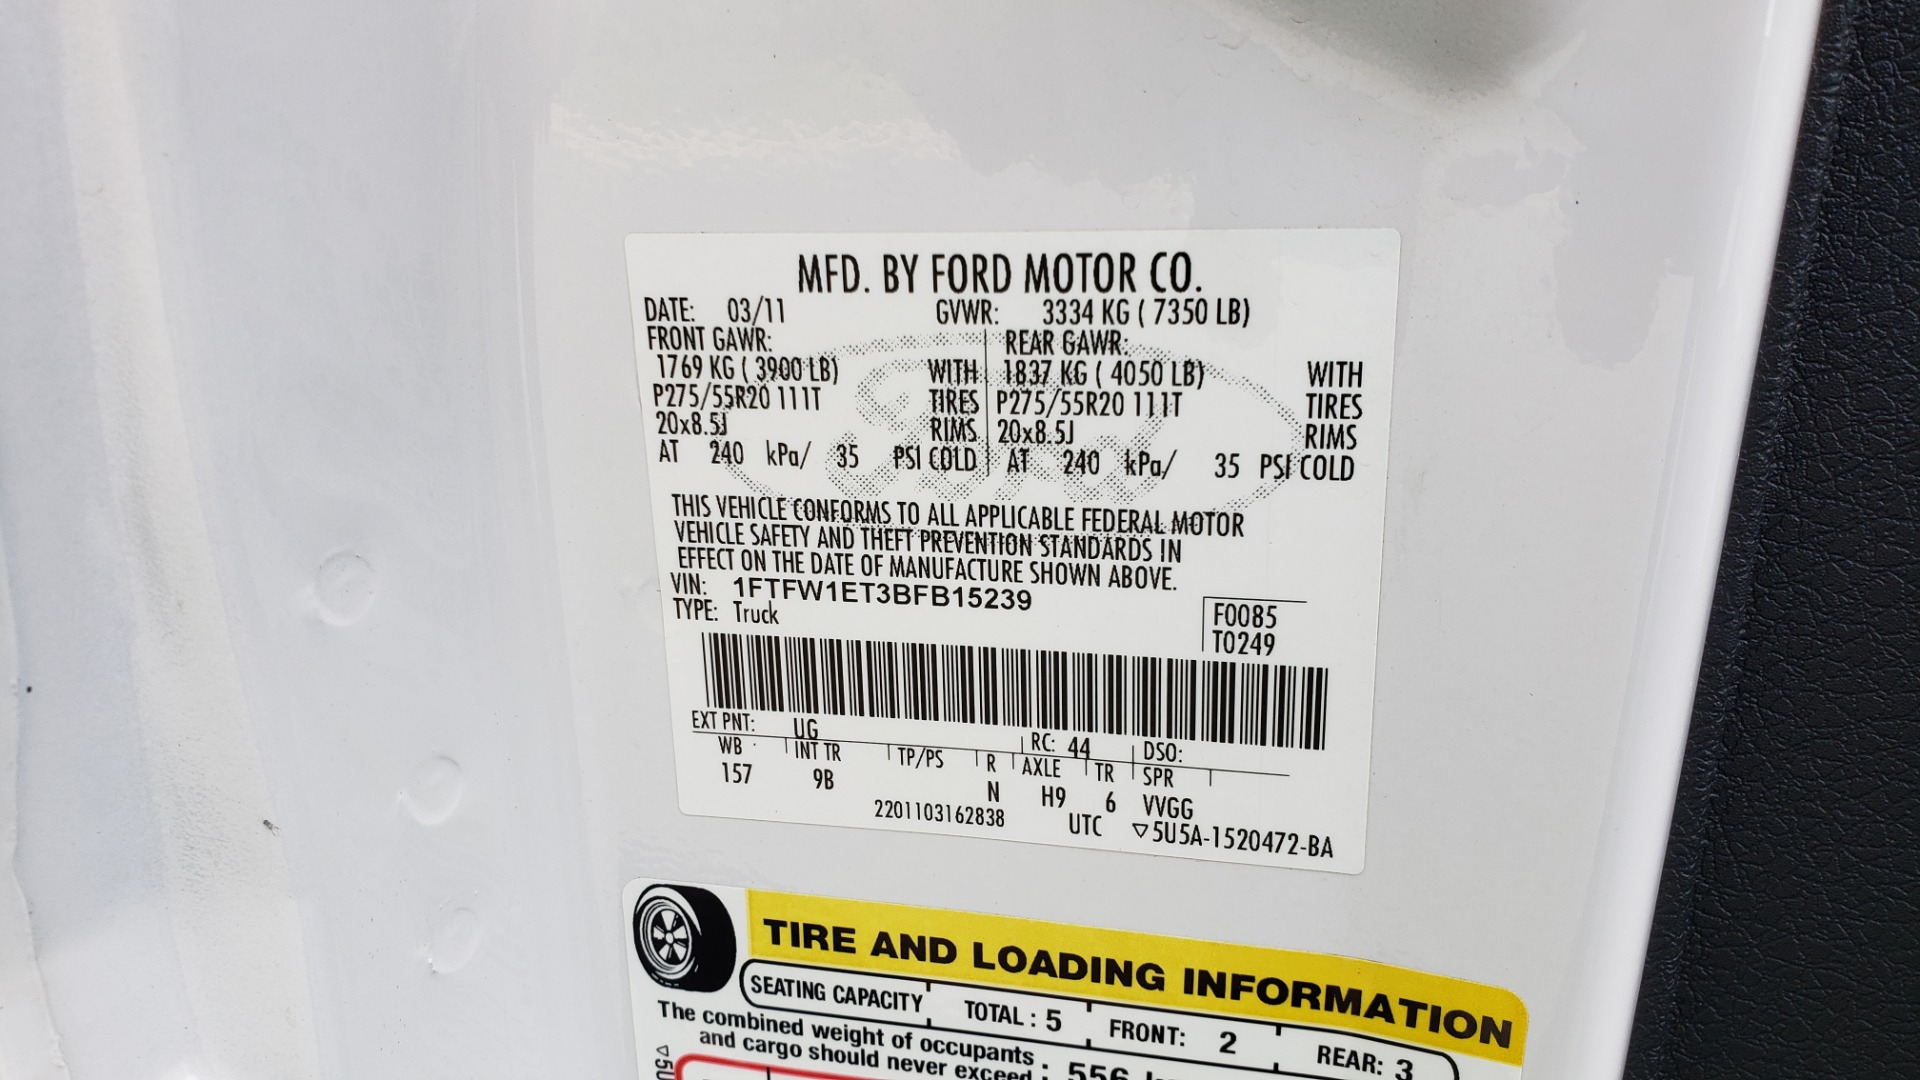 MFD. BY FORD MOTOR CO.
DATE: 03/11 GVWR: 3334 KG ( 7350 LB)
FRONT GAWR: REAR GAWR:
1769 KG ( 3900 LB) WITH 1837 KG ( 4050 LB) WITH
P275/55R20 111T TIRES P275/55R20 111T TIRES
20x8.5J RIMS 20x8.5J RIMS
AT 240 kPa/ 35 PSI COLD AT 240 kPa/ 35 PSI COLD
Ford
THIS VEHICLE CONFORMS TO ALL APPLICABLE FEDERAL MOTOR
VEHICLE SAFETY AND THEFT PREVENTION STANDARDS IN
EFFECT ON THE DATE OF MANUFACTURE SHOWN ABOVE.
VIN: 1FTFW1ET3BFB15239
TYPE: Truck
F0085
T0249
EXT PNT: UG RC: 44 DSO:
WB INT TR TP/PS R AXLE TR SPR
157 9B N H9 6 VVGG
2201103162838 UTC ▽5U5A-1520472-BA
TIRE AND LOADING INFORMATION
SEATING CAPACITY TOTAL : 5 FRONT: 2 REAR: 3
The combined weight of occupants
and cargo should never exceed : 556
▽5U